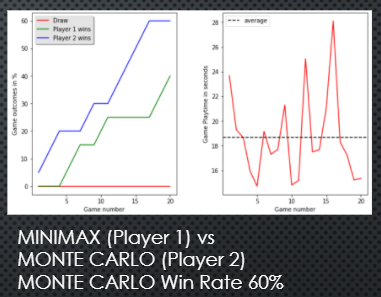 Draw
Player 1 wins
Player 2 wins
Game outcomes in %
60
50
40
30
20
10
0
5
10
15
20
Game number
average
Game Playtime in seconds
28
26
24
22
20
18
16
5
10
15
20
Game number
MINIMAX (Player 1) vs
MONTE CARLO (Player 2)
MONTE CARLO Win Rate 60%